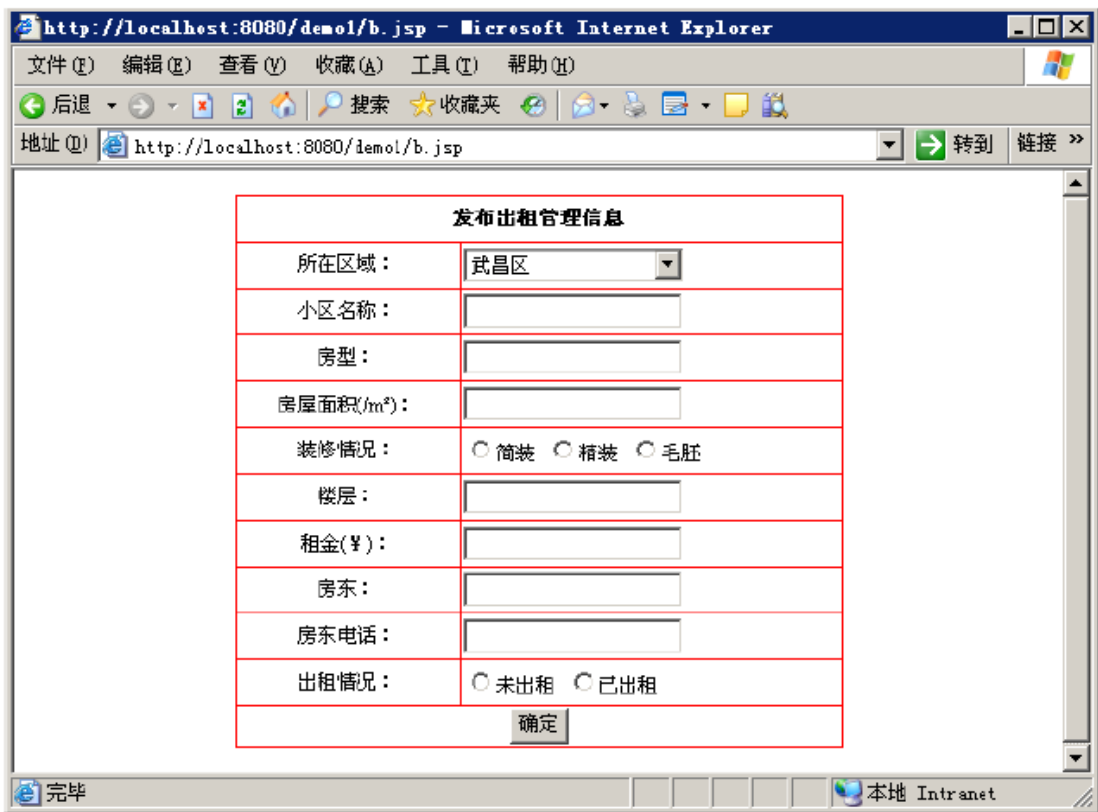 http://localhost:8080/demo1/b.jsp - Microsoft Internet Explorer
文件(F) 编辑(E) 查看(V) 收藏(A) 工具(T) 帮助(H)
后退 搜索 收藏夹
地址(D) http://localhost:8080/demo1/b.jsp 转到 链接 »
发布出租管理信息
所在区域： 武昌区
小区名称：
房型：
房屋面积(/m²)：
装修情况： 简装 精装 毛胚
楼层：
租金(¥)：
房东：
房东电话：
出租情况： 未出租 已出租
确定
完毕 本地 Intranet